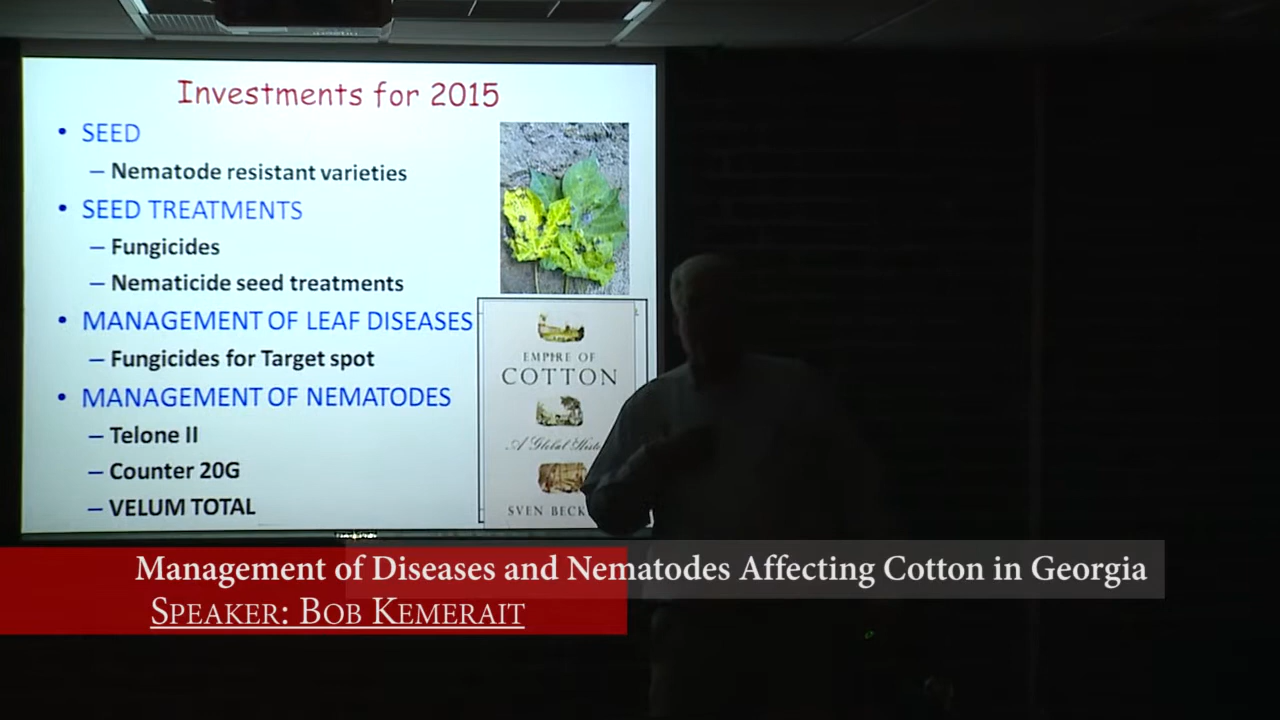 Investments for 2015
• SEED
– Nematode resistant varieties
• SEED TREATMENTS
– Fungicides
– Nematicide seed treatments
• MANAGEMENT OF LEAF DISEASES
– Fungicides for Target spot
• MANAGEMENT OF NEMATODES
– Telone II
– Counter 20G
– VELUM TOTAL
EMPIRE OF
COTTON
A Global
SVEN BECK
Management of Diseases and Nematodes Affecting Cotton in Georgia
SPEAKER: BOB KEMERAIT